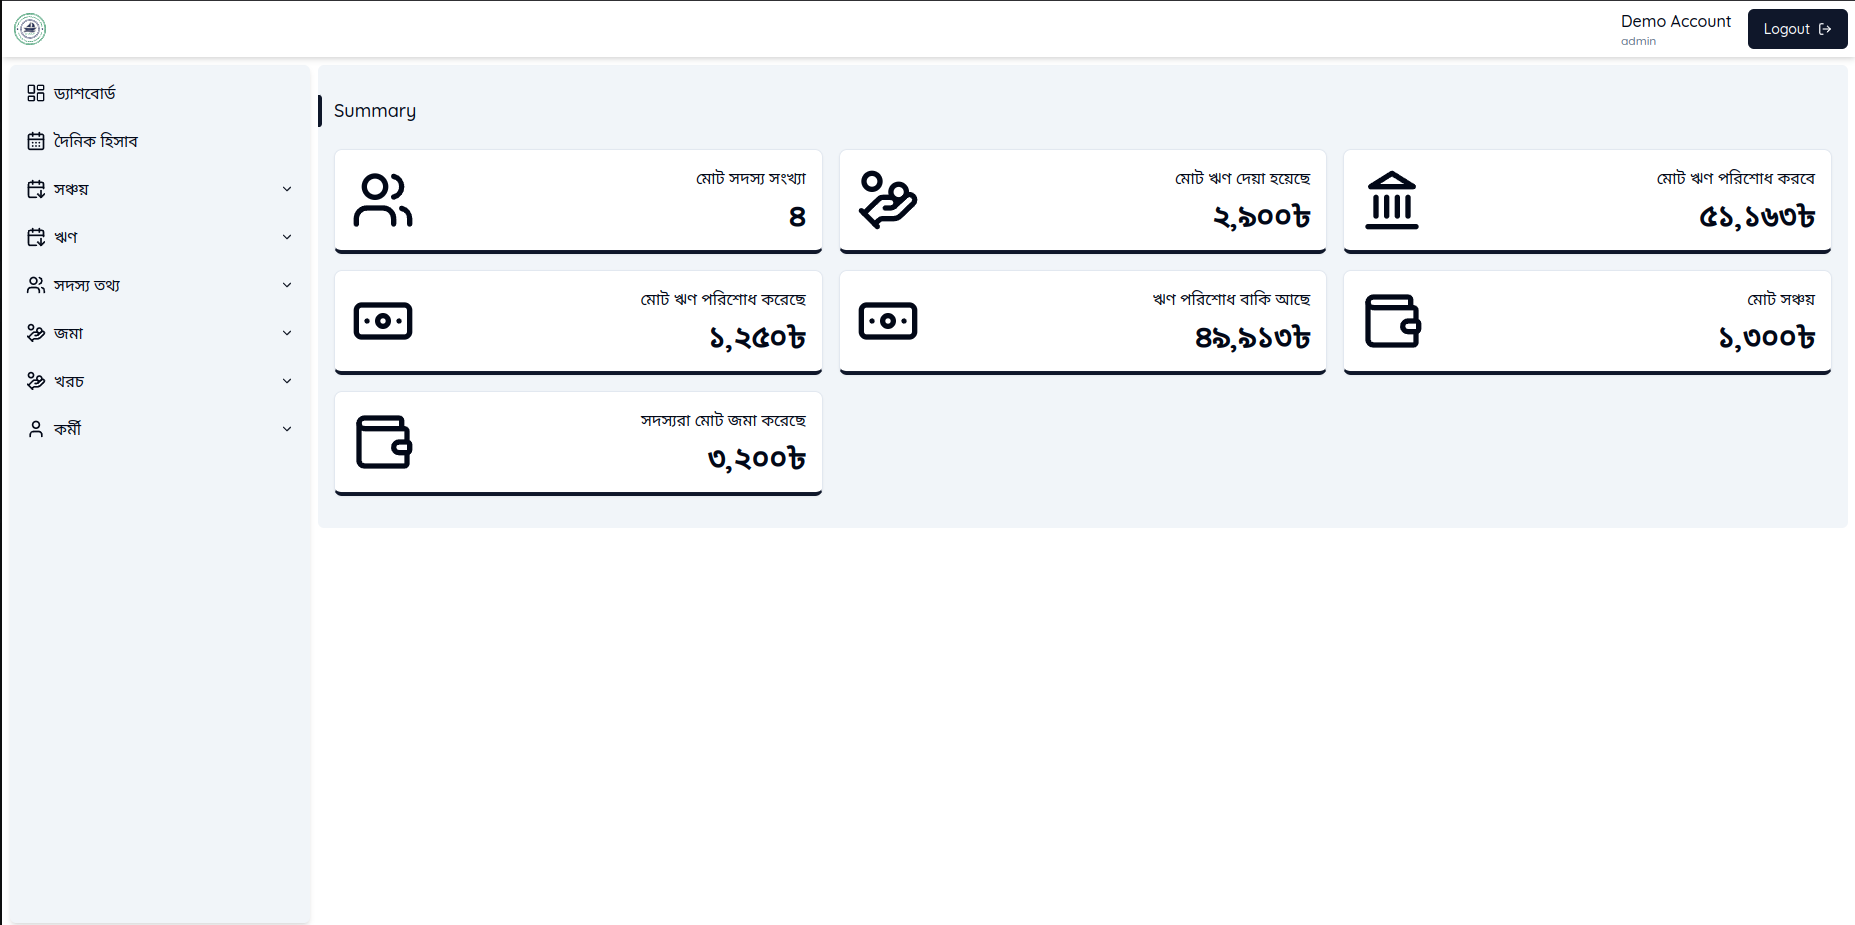 Demo Account
admin
Logout
ড্যাশবোর্ড
দৈনিক হিসাব
সঞ্চয়
ঋণ
সদস্য তথ্য
জমা
খরচ
কর্মী
Summary
মোট সদস্য সংখ্যা
৪
মোট ঋণ দেয়া হয়েছে
২,৯০০৳
মোট ঋণ পরিশোধ করবে
৫১,১৬৩৳
মোট ঋণ পরিশোধ করেছে
১,২৫০৳
ঋণ পরিশোধ বাকি আছে
৪৯,৯১৩৳
মোট সঞ্চয়
১,৩০০৳
সদস্যরা মোট জমা করেছে
৩,২০০৳